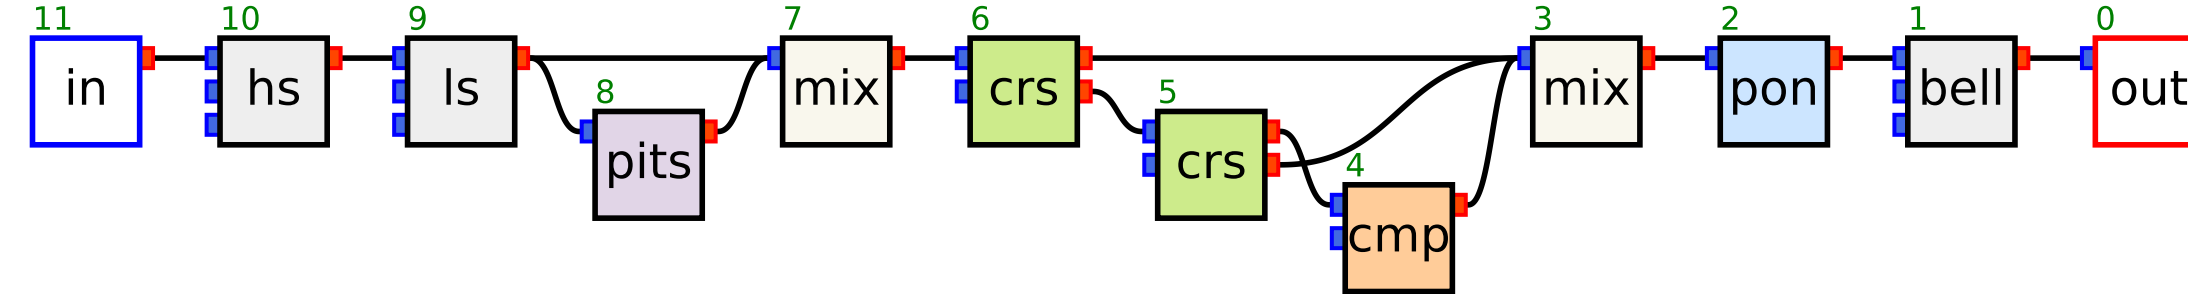 11 10 9 7 6 3 2 1 0
in hs ls mix crs mix pon bell out
8 5
pits crs
4
cmp